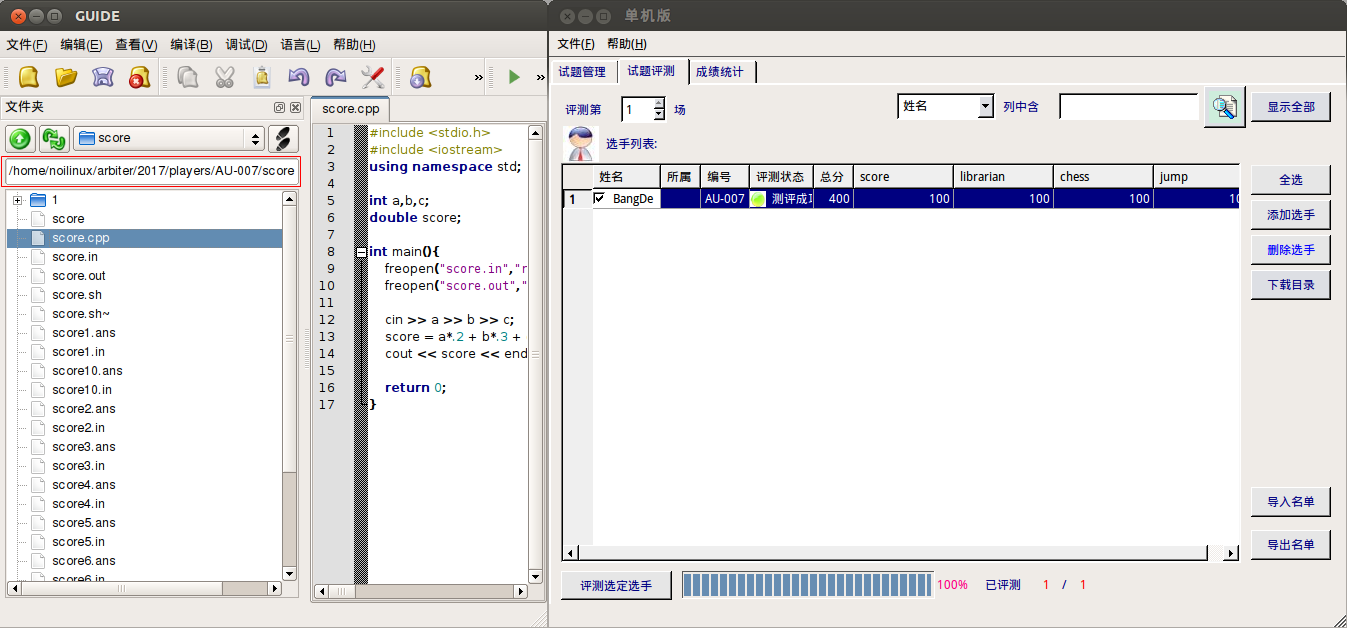 GUIDE
文件(F) 编辑(E) 查看(V) 编译(B) 调试(D) 语言(L) 帮助(H)
» »
文件夹
score
/home/noilinux/arbiter/2017/players/AU-007/score
1
score
score.cpp
score.in
score.out
score.sh
score.sh~
score1.ans
score1.in
score10.ans
score10.in
score2.ans
score2.in
score3.ans
score3.in
score4.ans
score4.in
score5.ans
score5.in
score6.ans
score6.in
score.cpp
1 #include <stdio.h>
2 #include <iostream>
3 using namespace std;
4
5 int a,b,c;
6 double score;
7
8 int main(){
9 freopen("score.in","r
10 freopen("score.out","
11
12 cin >> a >> b >> c;
13 score = a*.2 + b*.3 +
14 cout << score << end
15
16 return 0;
17 }
单机版
文件(F) 帮助(H)
试题管理 试题评测 成绩统计
评测第 1 场 姓名 列中含 显示全部
选手列表:
姓名 所属 编号 评测状态 总分 score librarian chess jump
1 BangDe AU-007 测评成 400 100 100 100 10
全选
添加选手
删除选手
下载目录
导入名单
导出名单
评测选定选手 100% 已评测 1 / 1